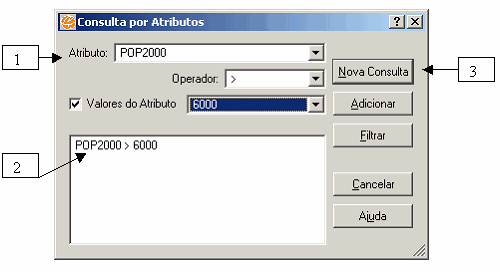 Consulta por Atributos
1
Atributo: POP2000
Operador: >
Nova Consulta
3
Valores do Atributo 6000
Adicionar
Filtrar
POP2000 > 6000
2
Cancelar
Ajuda